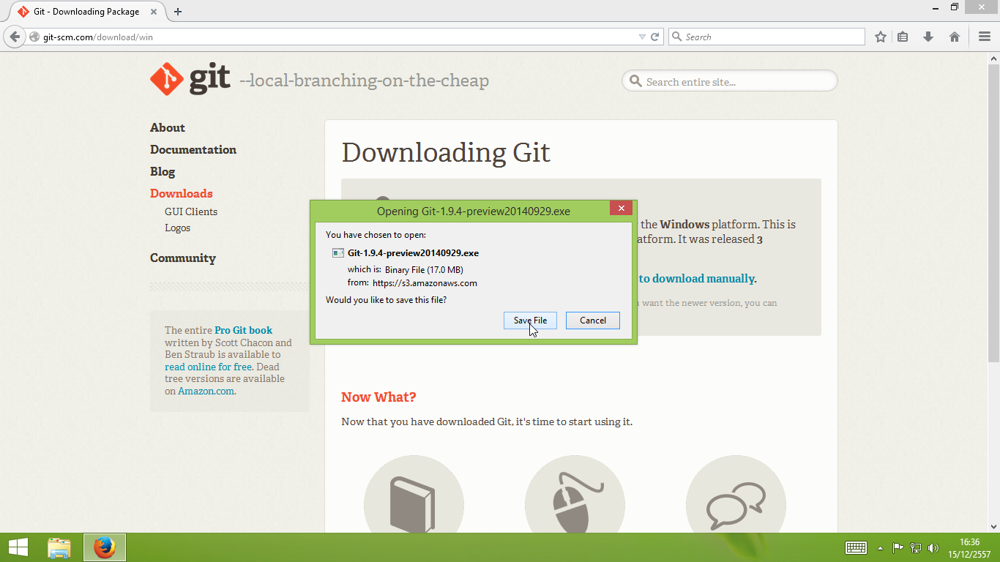 Git - Downloading Package
git-scm.com/download/win
Search
git --local-branching-on-the-cheap
Search entire site...
About
Documentation
Blog
Downloads
GUI Clients
Logos
Community
The entire Pro Git book
written by Scott Chacon and
Ben Straub is available to
read online for free. Dead
tree versions are available
on Amazon.com.
Downloading Git
the Windows platform. This is
It was released 3
to download manually.
want the newer version, you can
Opening Git-1.9.4-preview20140929.exe
You have chosen to open:
Git-1.9.4-preview20140929.exe
which is: Binary File (17.0 MB)
from: https://s3.amazonaws.com
Would you like to save this file?
Save File
Cancel
Now What?
Now that you have downloaded Git, it's time to start using it.
16:36
15/12/2557